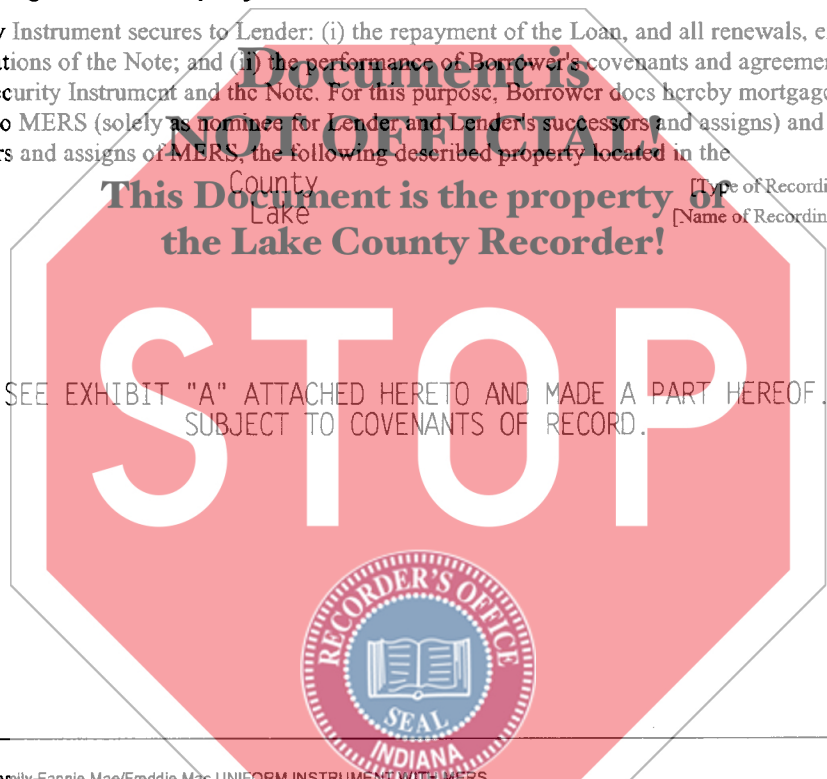 y Instrument secures to Lender: (i) the repayment of the Loan, and all renewals, e
tions of the Note; and (ii) the performance of Borrower's covenants and agreemen
curity Instrument and the Note. For this purpose, Borrower does hereby mortgage
o MERS (solely as nominee for Lender and Lender's successors and assigns) and
rs and assigns of MERS, the following described property located in the
County [Type of Recordi
Lake [Name of Recordin
Document is
NOT OFFICIAL!
This Document is the property of
the Lake County Recorder!
STOP
SEE EXHIBIT "A" ATTACHED HERETO AND MADE A PART HEREOF.
SUBJECT TO COVENANTS OF RECORD.
RECORDER'S OFFICE
SEAL
INDIANA
mily-Fannie Mae/Freddie Mac UNIFORM INSTRUMENT WITH MERS